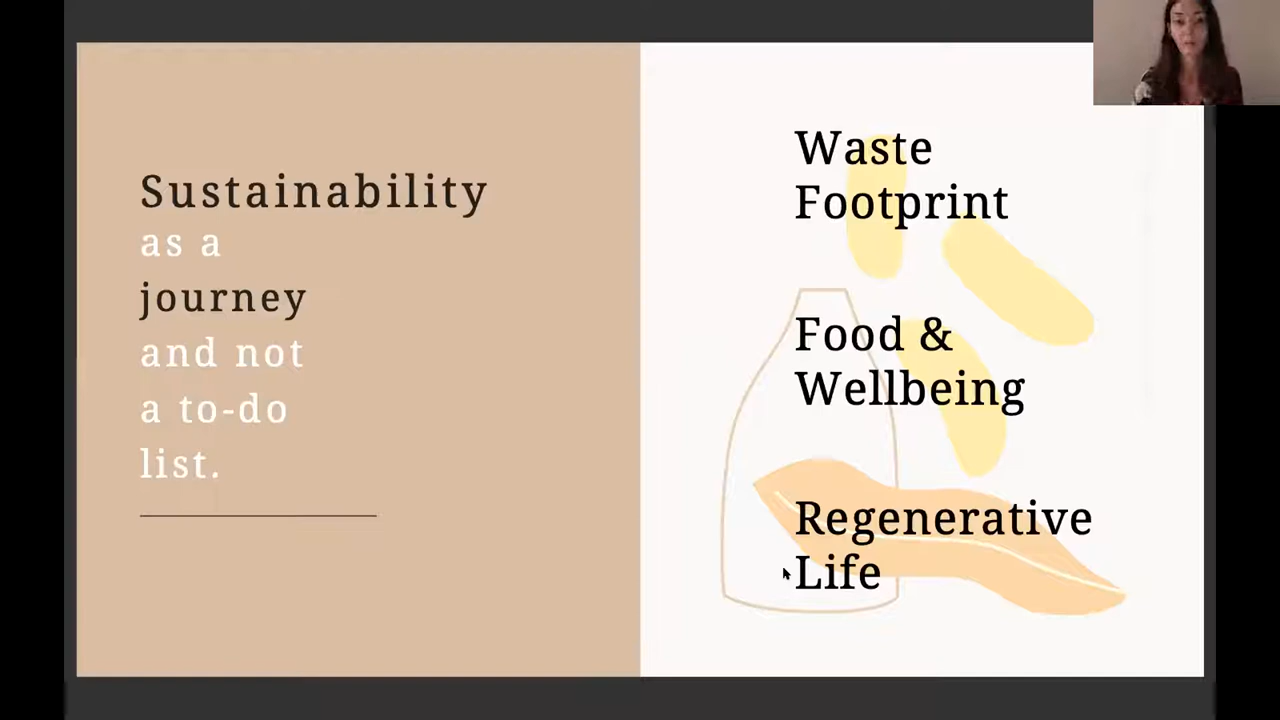 Sustainability
as a
journey
and not
a to-do
list.
Waste
Footprint
Food &
Wellbeing
Regenerative
Life